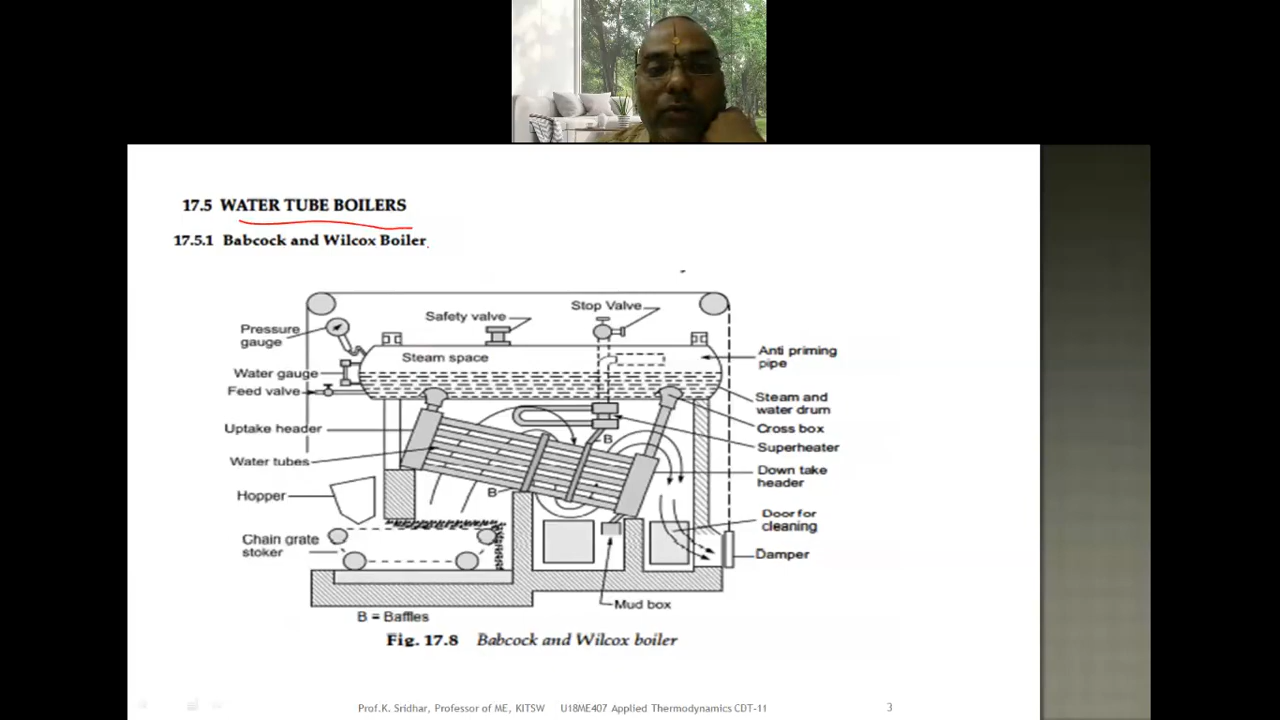 17.5 WATER TUBE BOILERS
17.5.1 Babcock and Wilcox Boiler
Stop Valve
Safety valve
Pressure
gauge
Steam space
Anti priming
pipe
Water gauge
Feed valve
Steam and
water drum
Uptake header
Cross box
B
Superheater
Water tubes
Down take
header
Hopper
B
Door for
cleaning
Chain grate
stoker
Damper
Mud box
B = Baffles
Fig. 17.8 Babcock and Wilcox boiler
Prof.K. Sridhar, Professor of ME, KITSW U18ME407 Applied Thermodynamics CDT-11 3